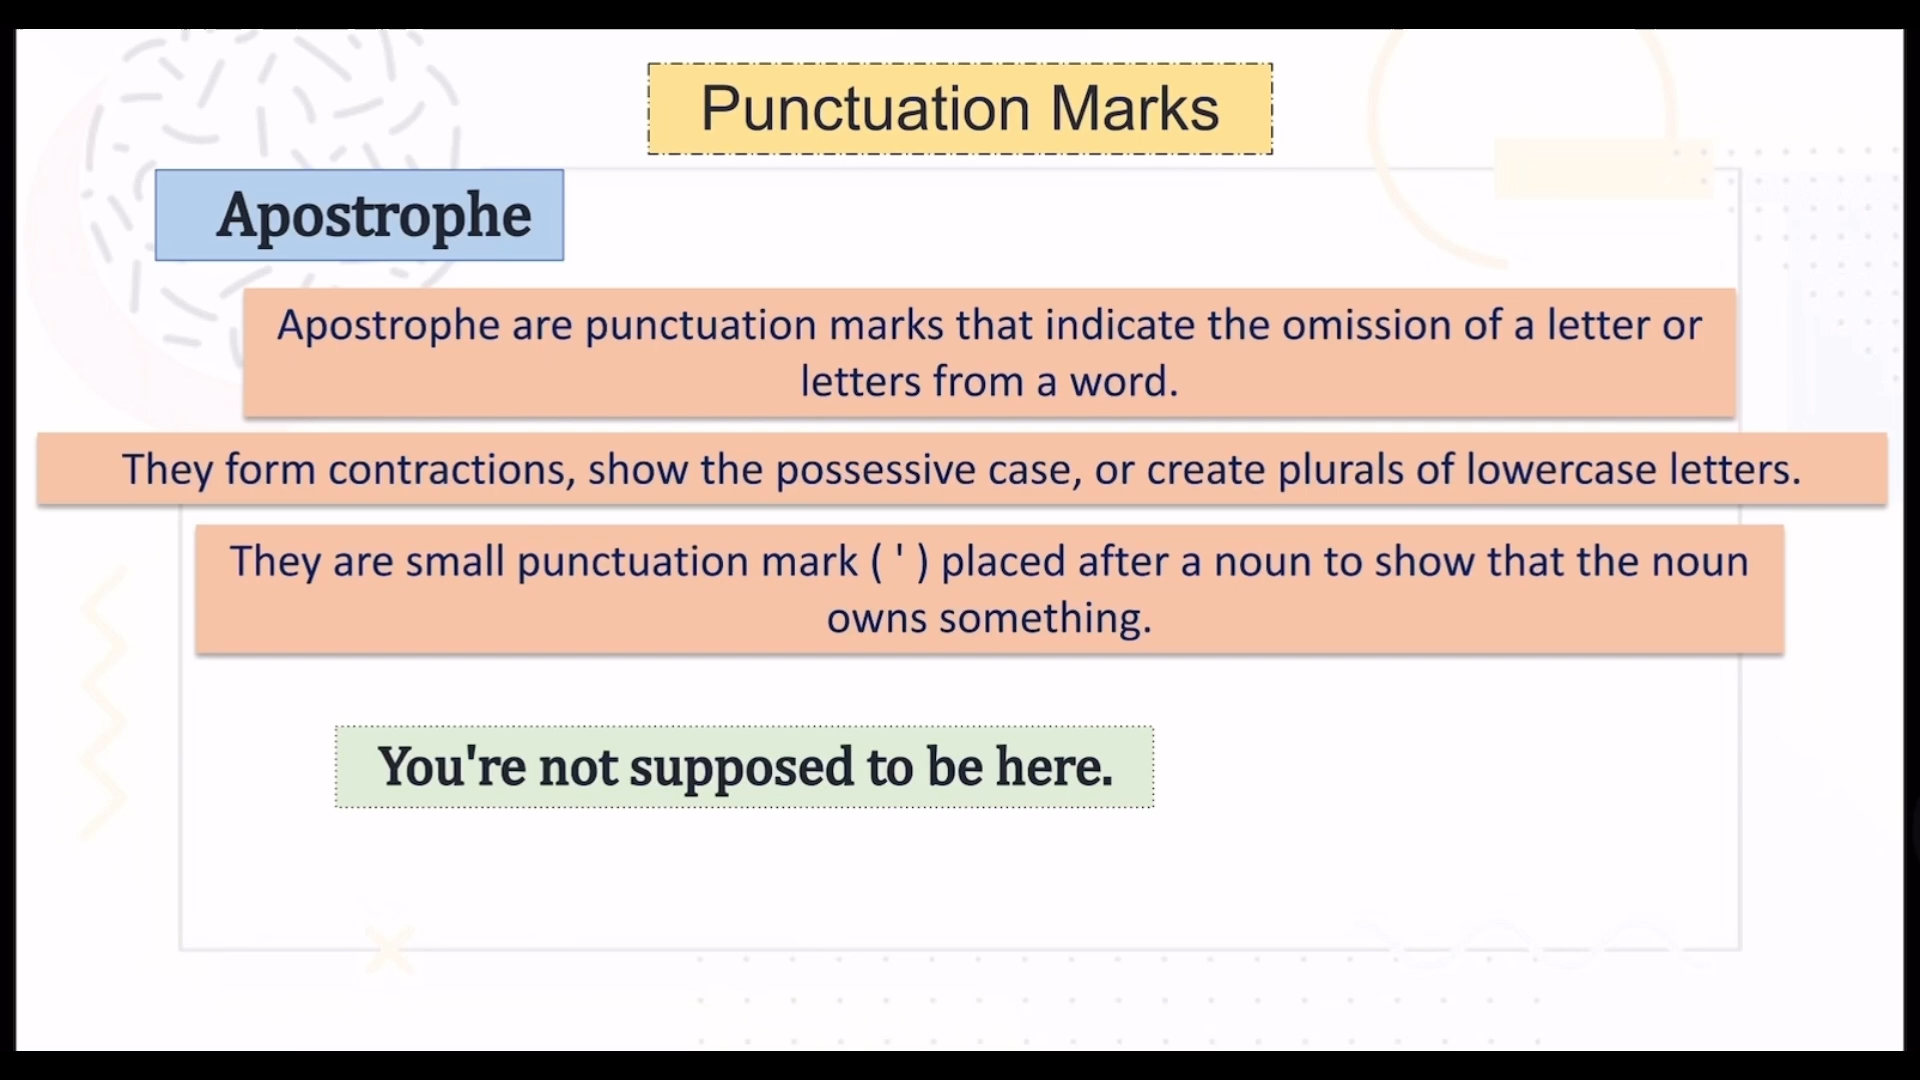 Punctuation Marks
Apostrophe
Apostrophe are punctuation marks that indicate the omission of a letter or
letters from a word.
They form contractions, show the possessive case, or create plurals of lowercase letters.
They are small punctuation mark ( ' ) placed after a noun to show that the noun
owns something.
You're not supposed to be here.